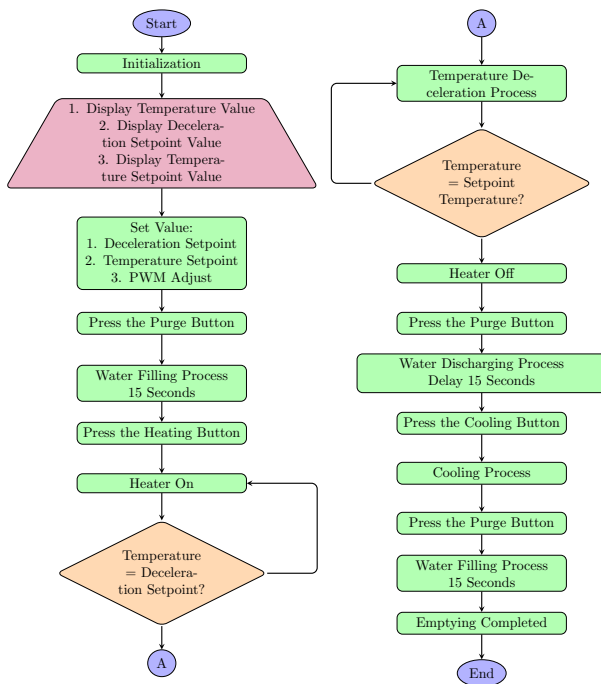 Start
Initialization
1. Display Temperature Value
2. Display Decelera-
tion Setpoint Value
3. Display Tempera-
ture Setpoint Value
Set Value:
1. Deceleration Setpoint
2. Temperature Setpoint
3. PWM Adjust
Press the Purge Button
Water Filling Process
15 Seconds
Press the Heating Button
Heater On
Temperature
= Decelera-
tion Setpoint?
A
A
Temperature De-
celeration Process
Temperature
= Setpoint
Temperature?
Heater Off
Press the Purge Button
Water Discharging Process
Delay 15 Seconds
Press the Cooling Button
Cooling Process
Press the Purge Button
Water Filling Process
15 Seconds
Emptying Completed
End